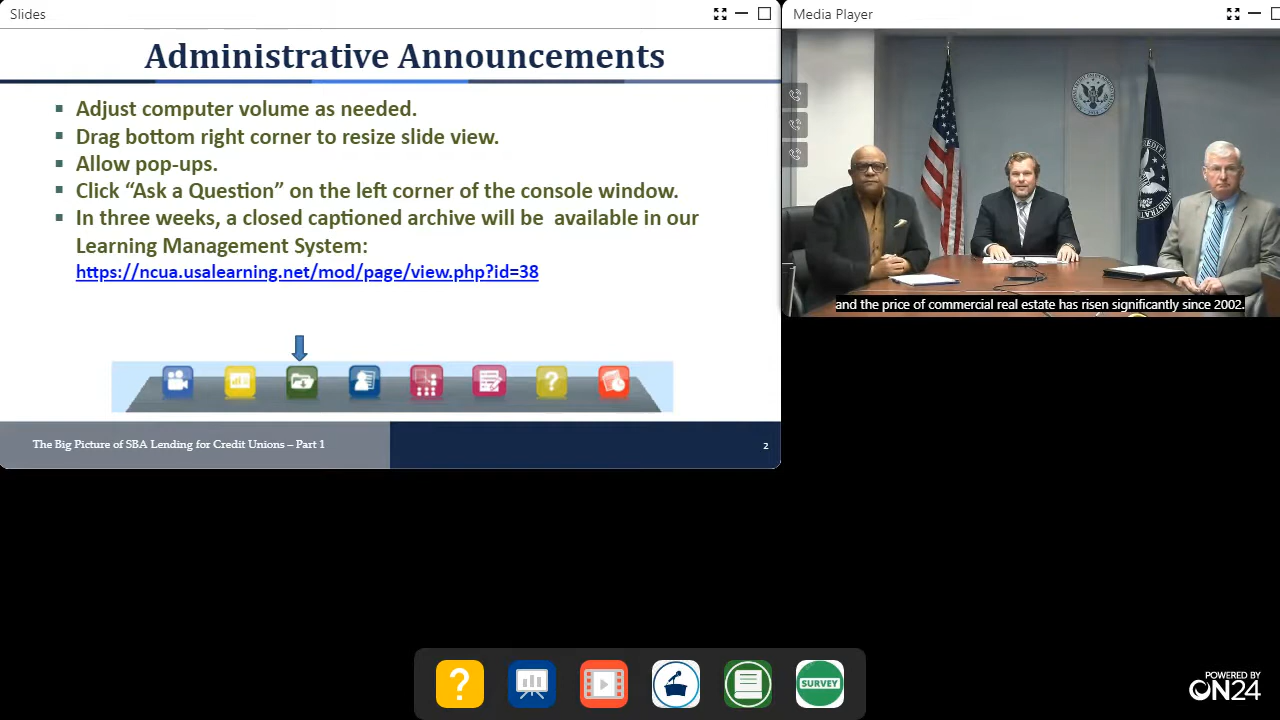 Slides
Administrative Announcements
Adjust computer volume as needed.
Drag bottom right corner to resize slide view.
Allow pop-ups.
Click “Ask a Question” on the left corner of the console window.
In three weeks, a closed captioned archive will be available in our
Learning Management System:
https://ncua.usalearning.net/mod/page/view.php?id=38
?
The Big Picture of SBA Lending for Credit Unions – Part 1
2
Media Player
and the price of commercial real estate has risen significantly since 2002.
?
SURVEY
POWERED BY
ON24